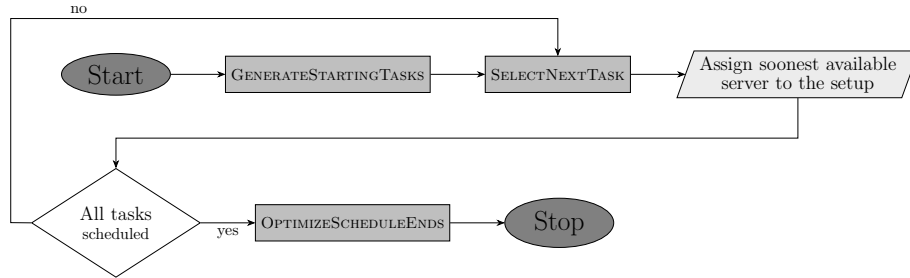 no
Start
GenerateStartingTasks
SelectNextTask
Assign soonest available
server to the setup
All tasks
scheduled
yes
OptimizeScheduleEnds
Stop